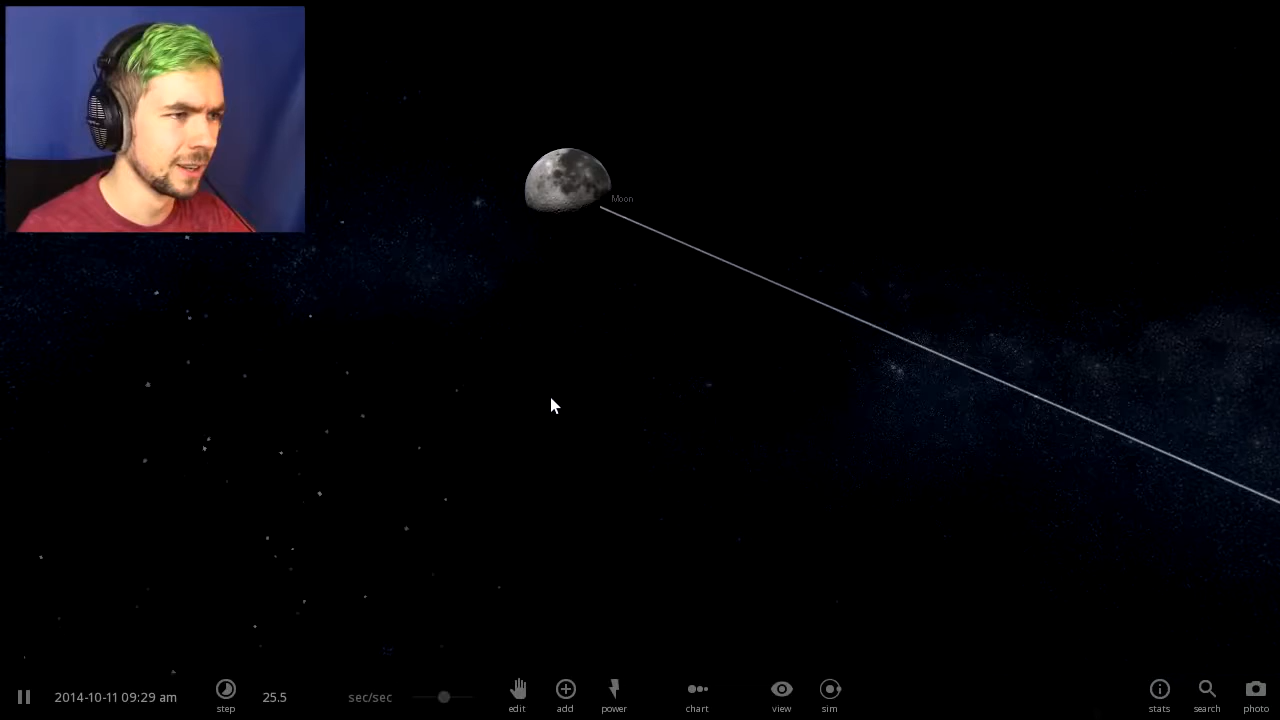 Moon
2014-10-11 09:29 am
step
25.5
sec/sec
edit
add
power
chart
view
sim
stats
search
photo